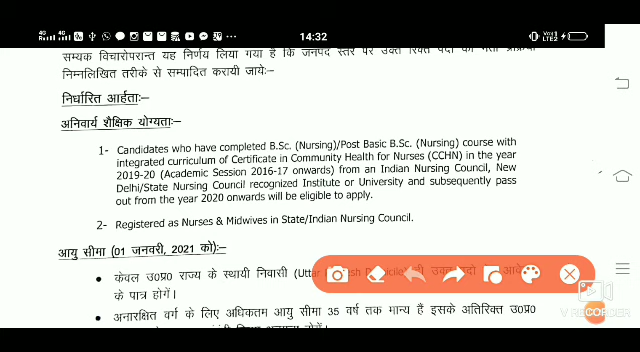 14:32
सम्यक विचारोपरान्त यह निर्णय लिया गया है कि जनपद स्तर पर उक्त रिक्त पदों की
निम्नलिखित तरीके से सम्पादित करायी जाये:-
निर्धारित आर्हता:-
अनिवार्य शैक्षिक योग्यता:-
1- Candidates who have completed B.Sc. (Nursing)/Post Basic B.Sc. (Nursing) course with
integrated curriculum of Certificate in Community Health for Nurses (CCHN) in the year
2019-20 (Academic Session 2016-17 onwards) from an Indian Nursing Council, New
Delhi/State Nursing Council recognized Institute or University and subsequently pass
out from the year 2020 onwards will be eligible to apply.
2- Registered as Nurses & Midwives in State/Indian Nursing Council.
आयु सीमा (01 जनवरी, 2021 को):-
• केवल उ0प्र0 राज्य के स्थायी निवासी (Uttar
के पात्र होगें।
• अनारक्षित वर्ग के लिए अधिकतम आयु सीमा 35 वर्ष तक मान्य हैं इसके अतिरिक्त उ0प्र0
V RECORDER